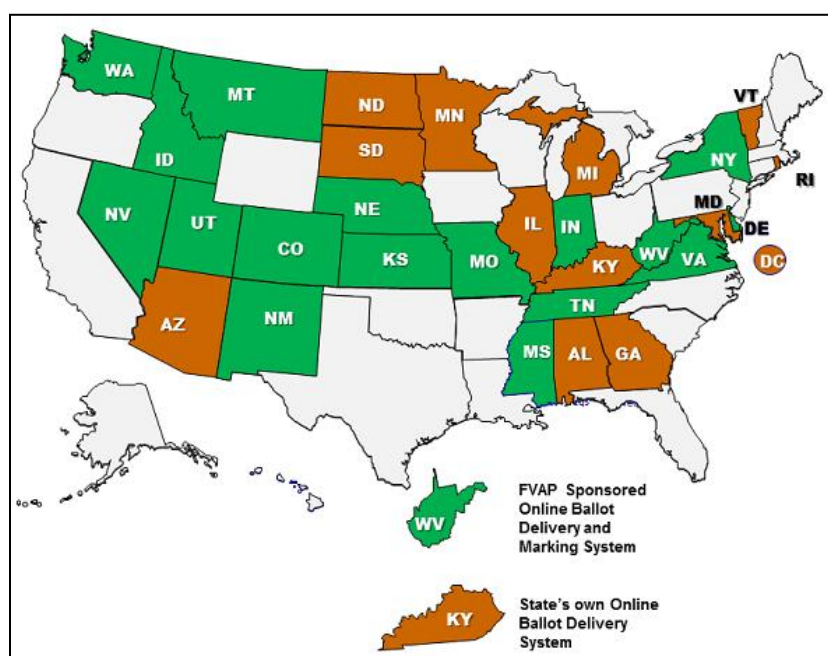 WA
MT
ND
MN
VT
ID
SD
MI
NY
RI
NV
UT
NE
IL
IN
MD
DE
CO
KS
MO
WV
VA
DC
KY
AZ
NM
TN
MS
AL
GA
WV
FVAP Sponsored
Online Ballot
Delivery and
Marking System
KY
State's own Online
Ballot Delivery
System